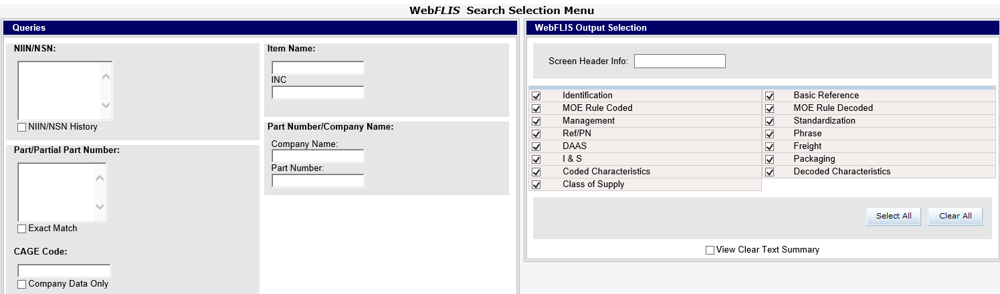 WebFLIS Search Selection Menu
Queries
NIIN/NSN:
NIIN/NSN History
Part/Partial Part Number:
Exact Match
CAGE Code:
Company Data Only
Item Name:
INC
Part Number/Company Name:
Company Name:
Part Number:
WebFLIS Output Selection
Screen Header Info:
Identification
Basic Reference
MOE Rule Coded
MOE Rule Decoded
Management
Standardization
Ref/PN
Phrase
DAAS
Freight
I & S
Packaging
Coded Characteristics
Decoded Characteristics
Class of Supply
Select All
Clear All
View Clear Text Summary